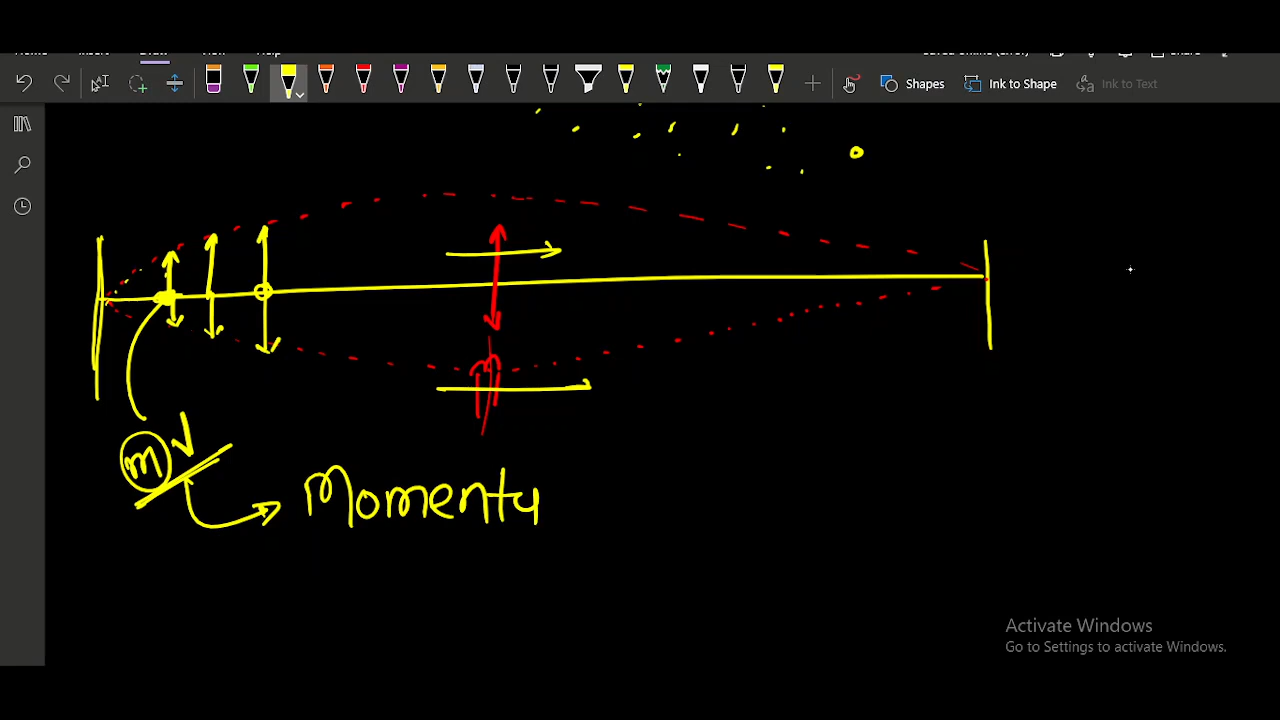 Shapes
Ink to Shape
Ink to Text
m v
Momentu
Activate Windows
Go to Settings to activate Windows.